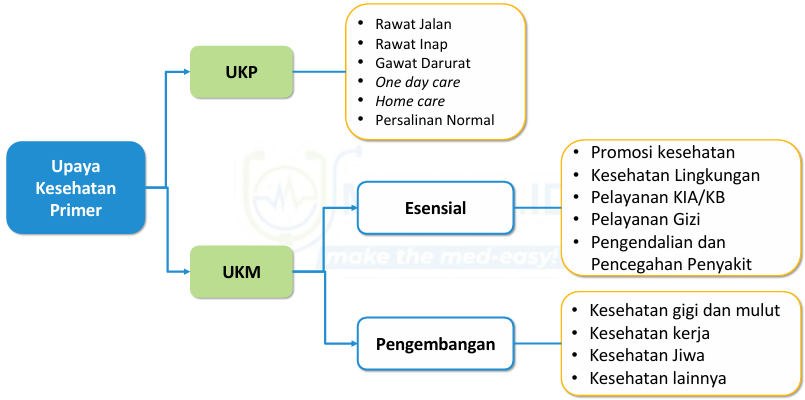 Upaya
Kesehatan
Primer
UKP
• Rawat Jalan
• Rawat Inap
• Gawat Darurat
• One day care
• Home care
• Persalinan Normal
UKM
Esensial
• Promosi kesehatan
• Kesehatan Lingkungan
• Pelayanan KIA/KB
• Pelayanan Gizi
• Pengendalian dan
Pencegahan Penyakit
Pengembangan
• Kesehatan gigi dan mulut
• Kesehatan kerja
• Kesehatan Jiwa
• Kesehatan lainnya
make the med-easy!